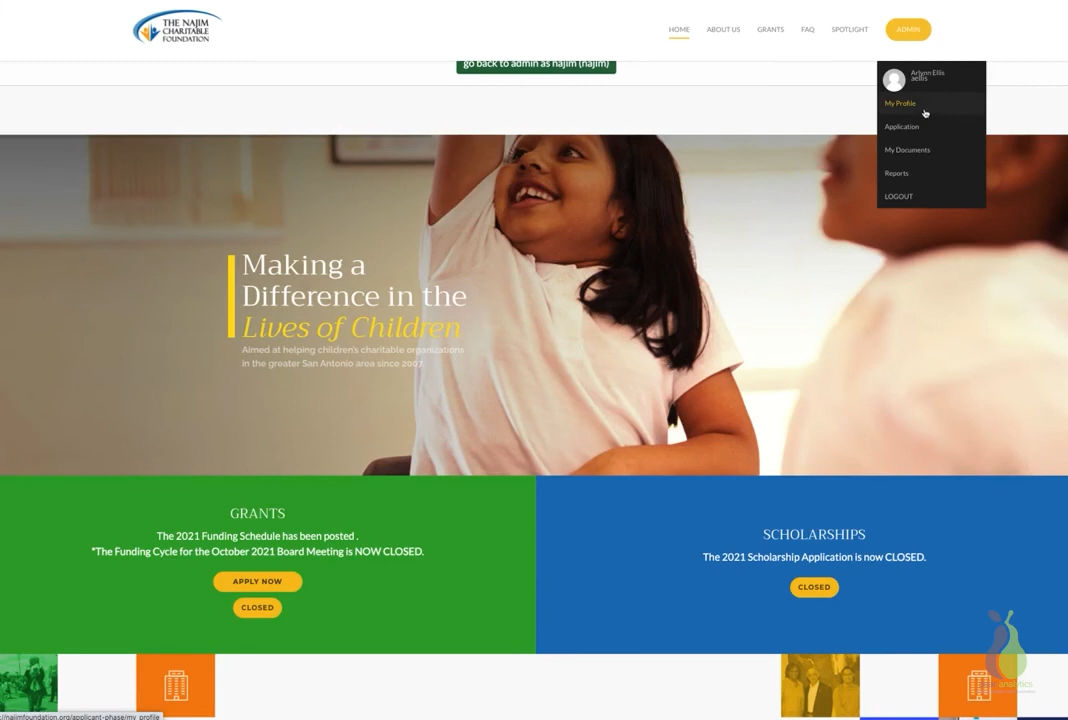 THE NAJIM
CHARITABLE
FOUNDATION
HOME
ABOUT US
GRANTS
FAQ
SPOTLIGHT
ADMIN
go back to admin as najim (najim)
Arlynn Ellis
aellis
My Profile
Application
My Documents
Reports
LOGOUT
Making a
Difference in the
Lives of Children
Aimed at helping children's charitable organizations
in the greater San Antonio area since 2007.
GRANTS
The 2021 Funding Schedule has been posted .
*The Funding Cycle for the October 2021 Board Meeting is NOW CLOSED.
APPLY NOW
CLOSED
SCHOLARSHIPS
The 2021 Scholarship Application is now CLOSED.
CLOSED
analytics
://najimfoundation.org/applicant-phase/my_profile